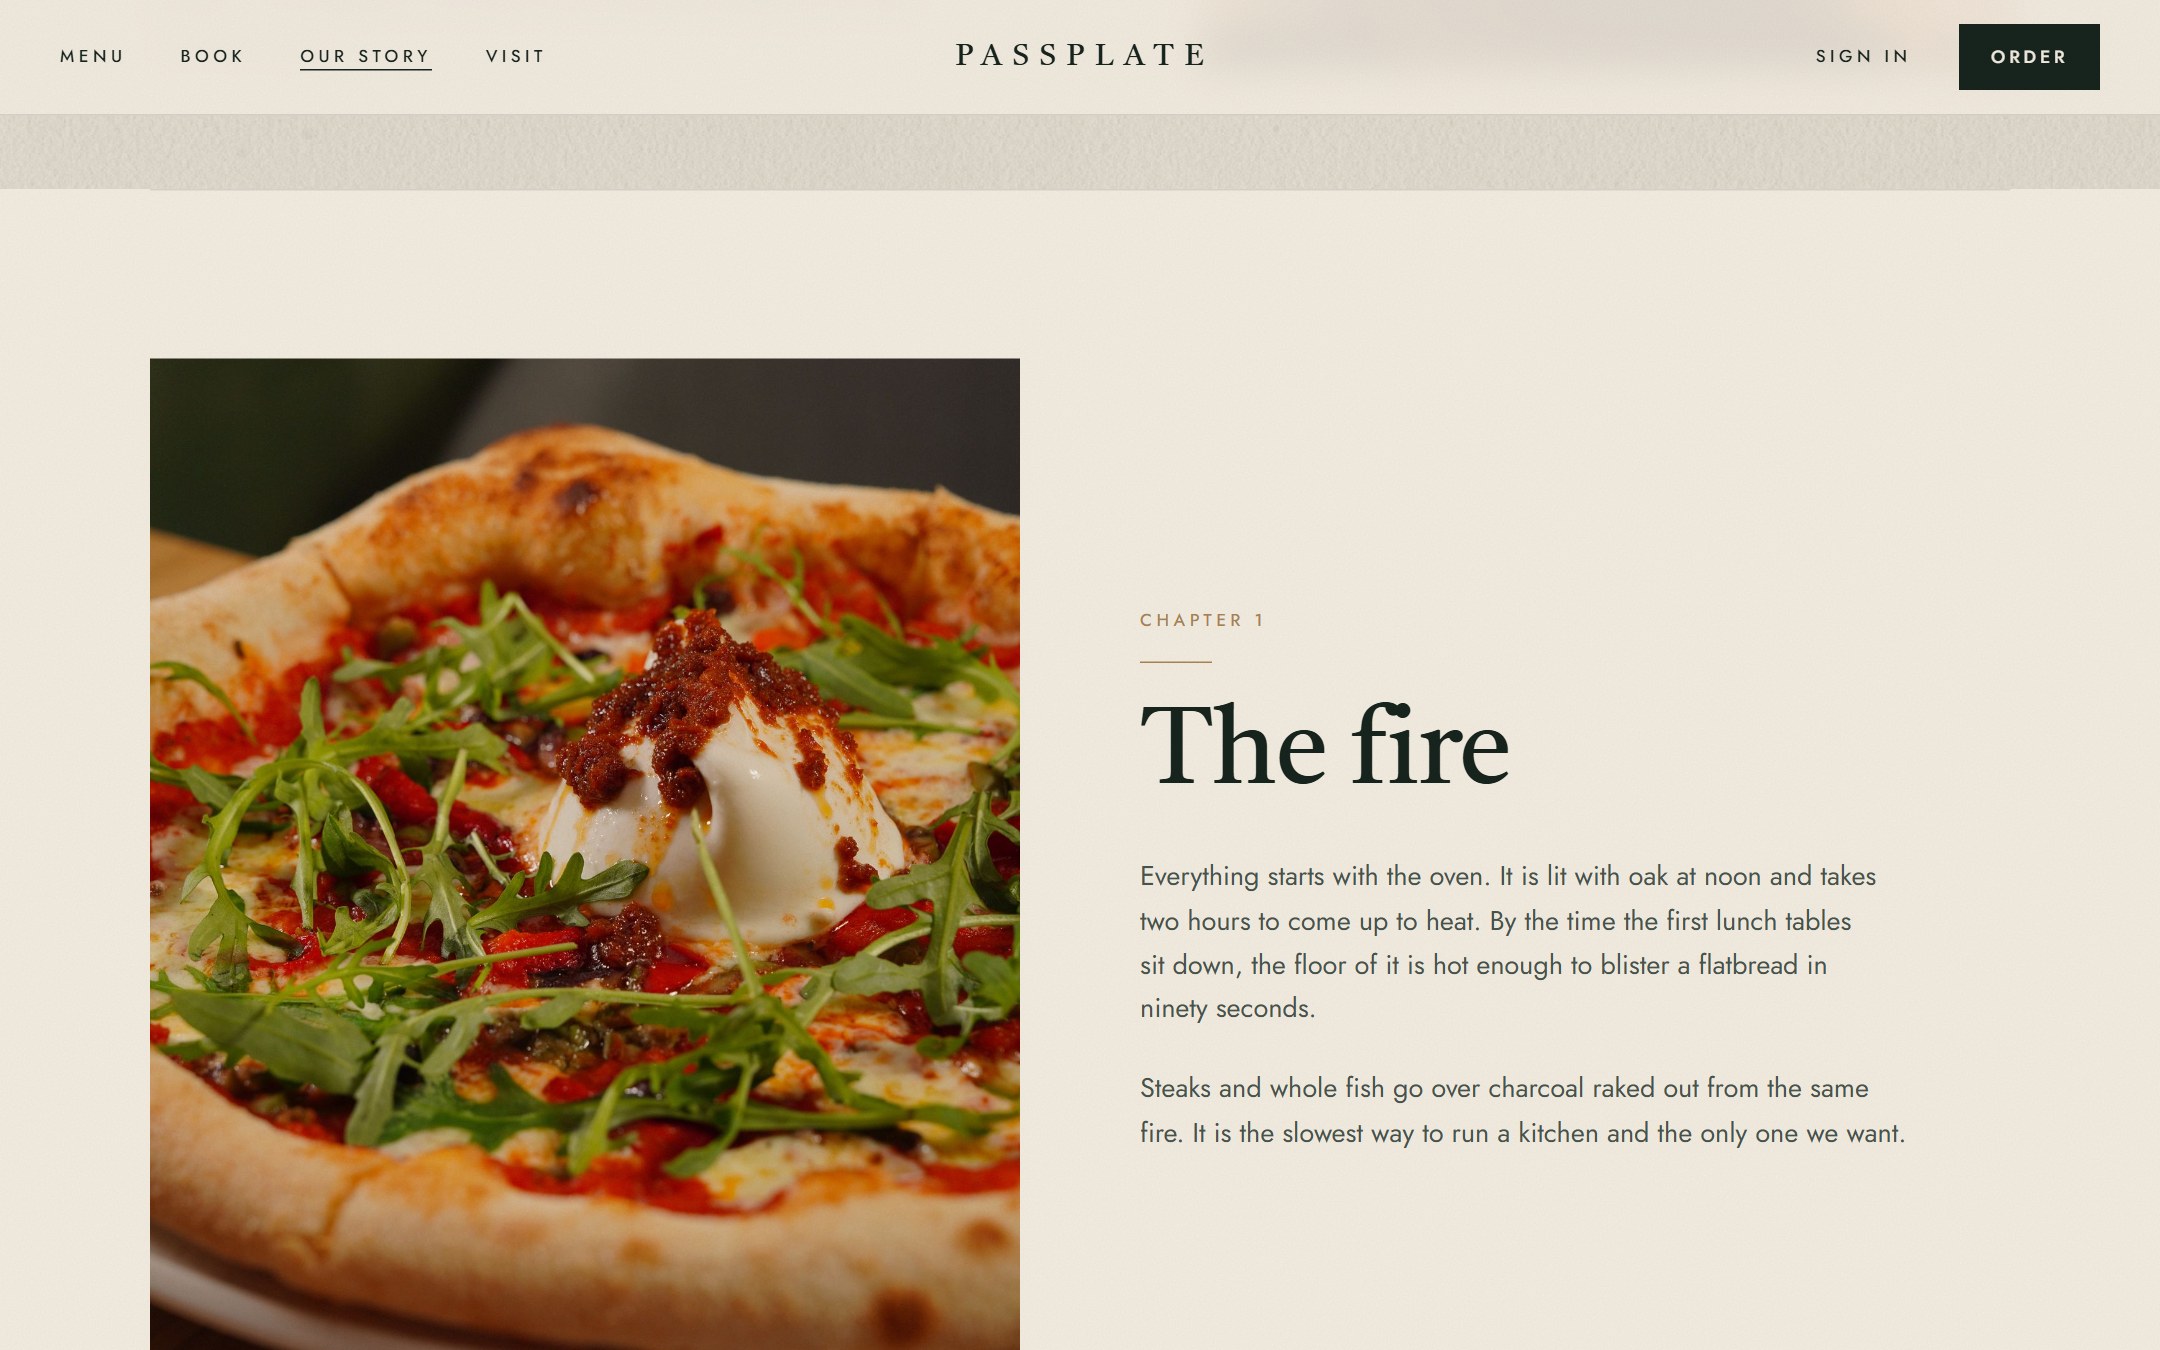 MENU BOOK OUR STORY VISIT PASSPLATE SIGN IN ORDER
CHAPTER 1
The fire
Everything starts with the oven. It is lit with oak at noon and takes
two hours to come up to heat. By the time the first lunch tables
sit down, the floor of it is hot enough to blister a flatbread in
ninety seconds.
Steaks and whole fish go over charcoal raked out from the same
fire. It is the slowest way to run a kitchen and the only one we want.